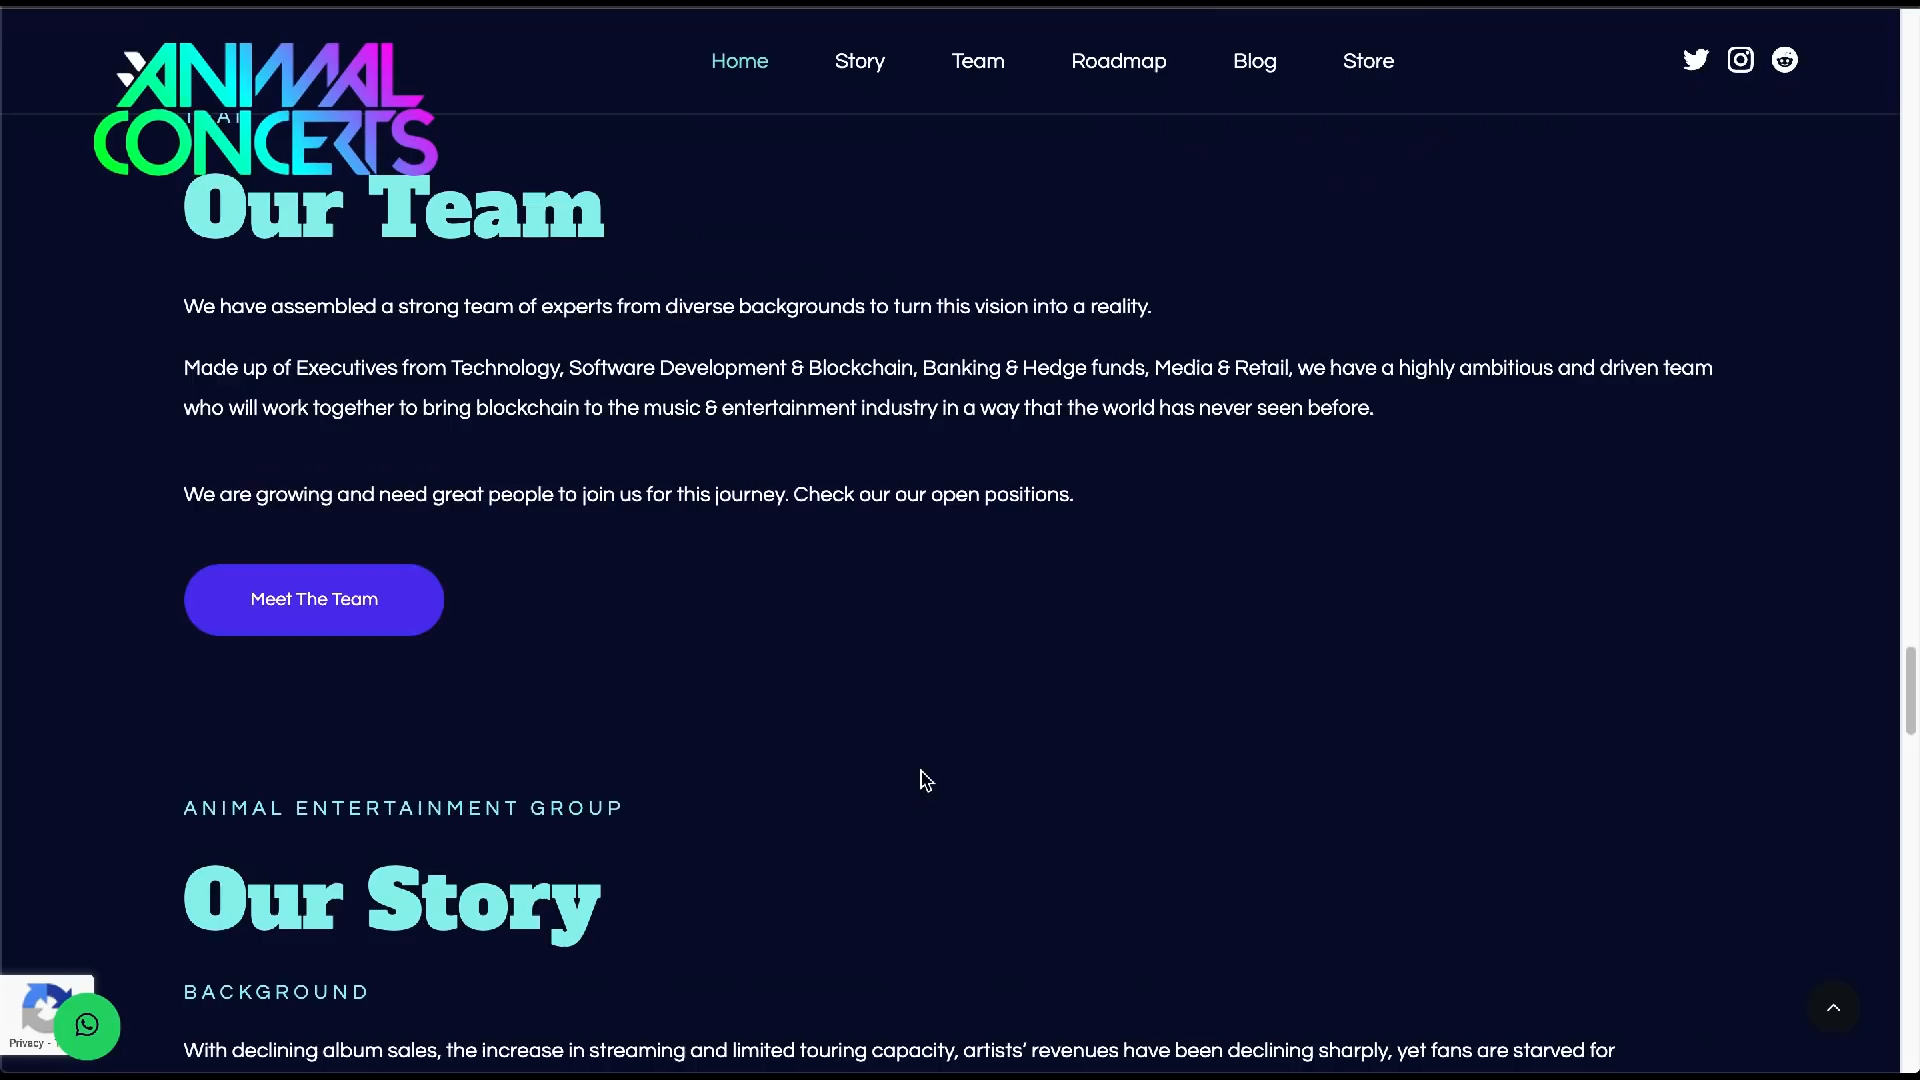 ANIMAL
CONCERTS
Home
Story
Team
Roadmap
Blog
Store
Our Team
We have assembled a strong team of experts from diverse backgrounds to turn this vision into a reality.
Made up of Executives from Technology, Software Development & Blockchain, Banking & Hedge funds, Media & Retail, we have a highly ambitious and driven team
who will work together to bring blockchain to the music & entertainment industry in a way that the world has never seen before.
We are growing and need great people to join us for this journey. Check our our open positions.
Meet The Team
ANIMAL ENTERTAINMENT GROUP
Our Story
BACKGROUND
With declining album sales, the increase in streaming and limited touring capacity, artists’ revenues have been declining sharply, yet fans are starved for
Privacy -